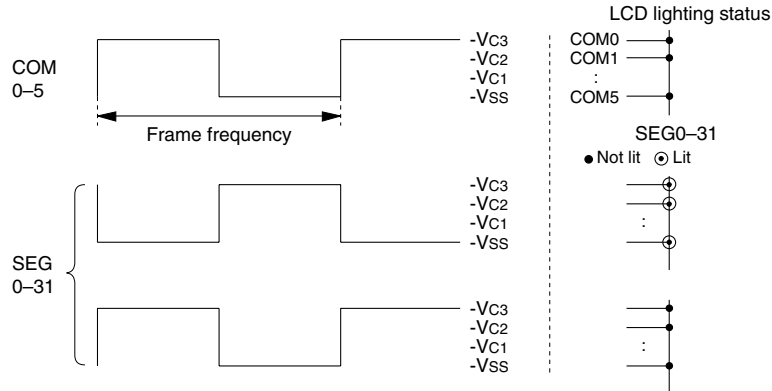 LCD lighting status
COM
0–5
-VC3
-VC2
-VC1
-VSS
COM0
COM1
:
COM5
Frame frequency
SEG0–31
Not lit Lit
SEG
0–31
-VC3
-VC2
-VC1
-VSS
:
-VC3
-VC2
-VC1
-VSS
: